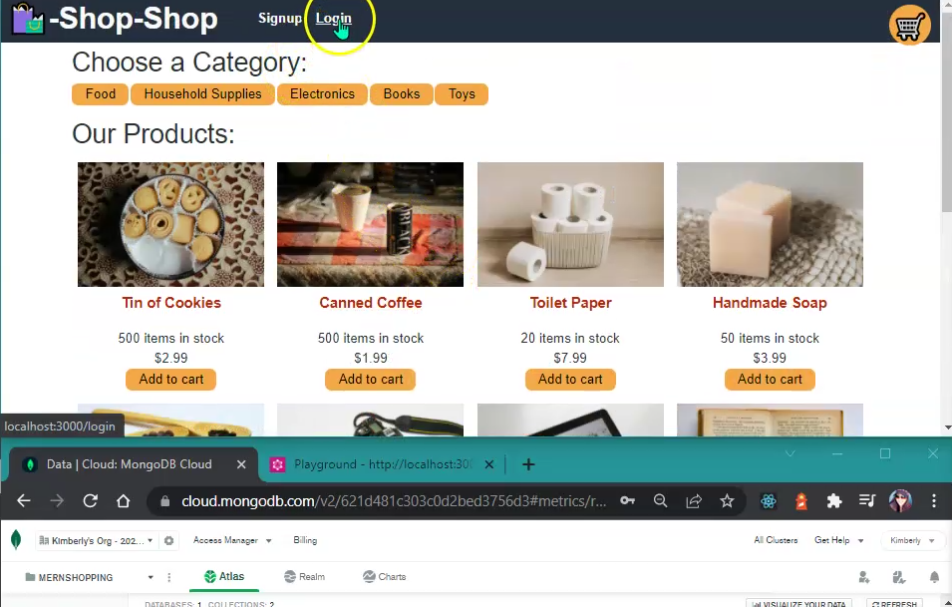 -Shop-Shop Signup Login
Choose a Category:
Food Household Supplies Electronics Books Toys
Our Products:
Tin of Cookies Canned Coffee Toilet Paper Handmade Soap
500 items in stock 500 items in stock 20 items in stock 50 items in stock
$2.99 $1.99 $7.99 $3.99
Add to cart Add to cart Add to cart Add to cart
localhost:3000/login
Data | Cloud: MongoDB Cloud Playground - http://localhost:300
cloud.mongodb.com/v2/621d481c303c0d2bed3756d3#metrics/r...
Kimberly's Org - 202... Access Manager Billing All Clusters Get Help Kimberly
MERNSHOPPING Atlas Realm Charts
DATABASES: 1 COLLECTIONS: 2 VISUALIZE YOUR DATA REFRESH